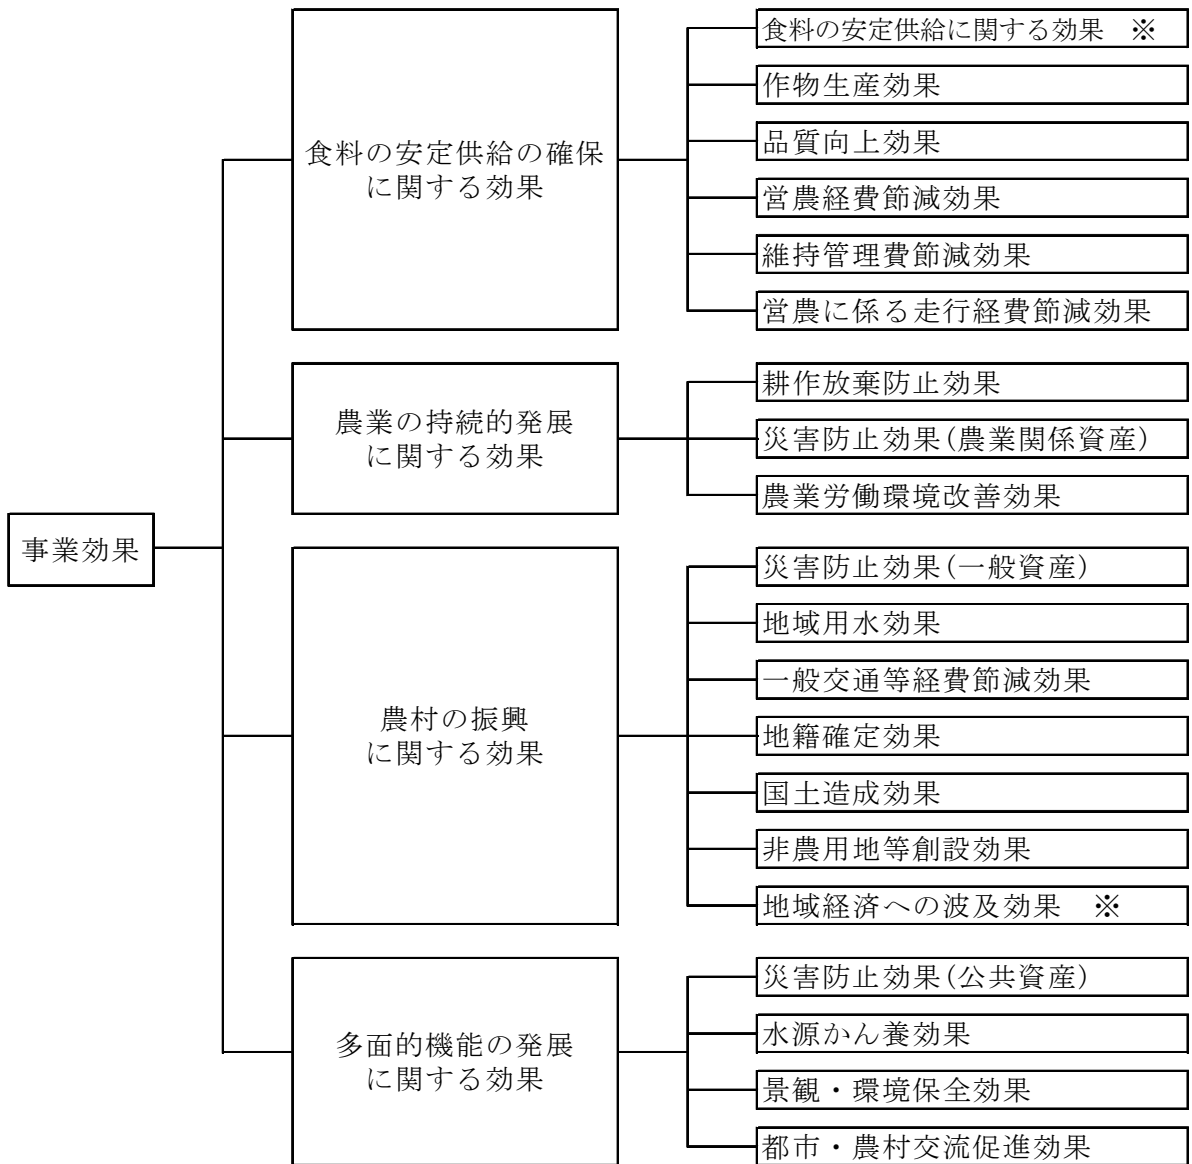 事業効果
食料の安定供給の確保
に関する効果
食料の安定供給に関する効果　※
作物生産効果
品質向上効果
営農経費節減効果
維持管理費節減効果
営農に係る走行経費節減効果
農業の持続的発展
に関する効果
耕作放棄防止効果
災害防止効果(農業関係資産)
農業労働環境改善効果
農村の振興
に関する効果
災害防止効果(一般資産)
地域用水効果
一般交通等経費節減効果
地籍確定効果
国土造成効果
非農用地等創設効果
地域経済への波及効果　※
多面的機能の発展
に関する効果
災害防止効果(公共資産)
水源かん養効果
景観・環境保全効果
都市・農村交流促進効果